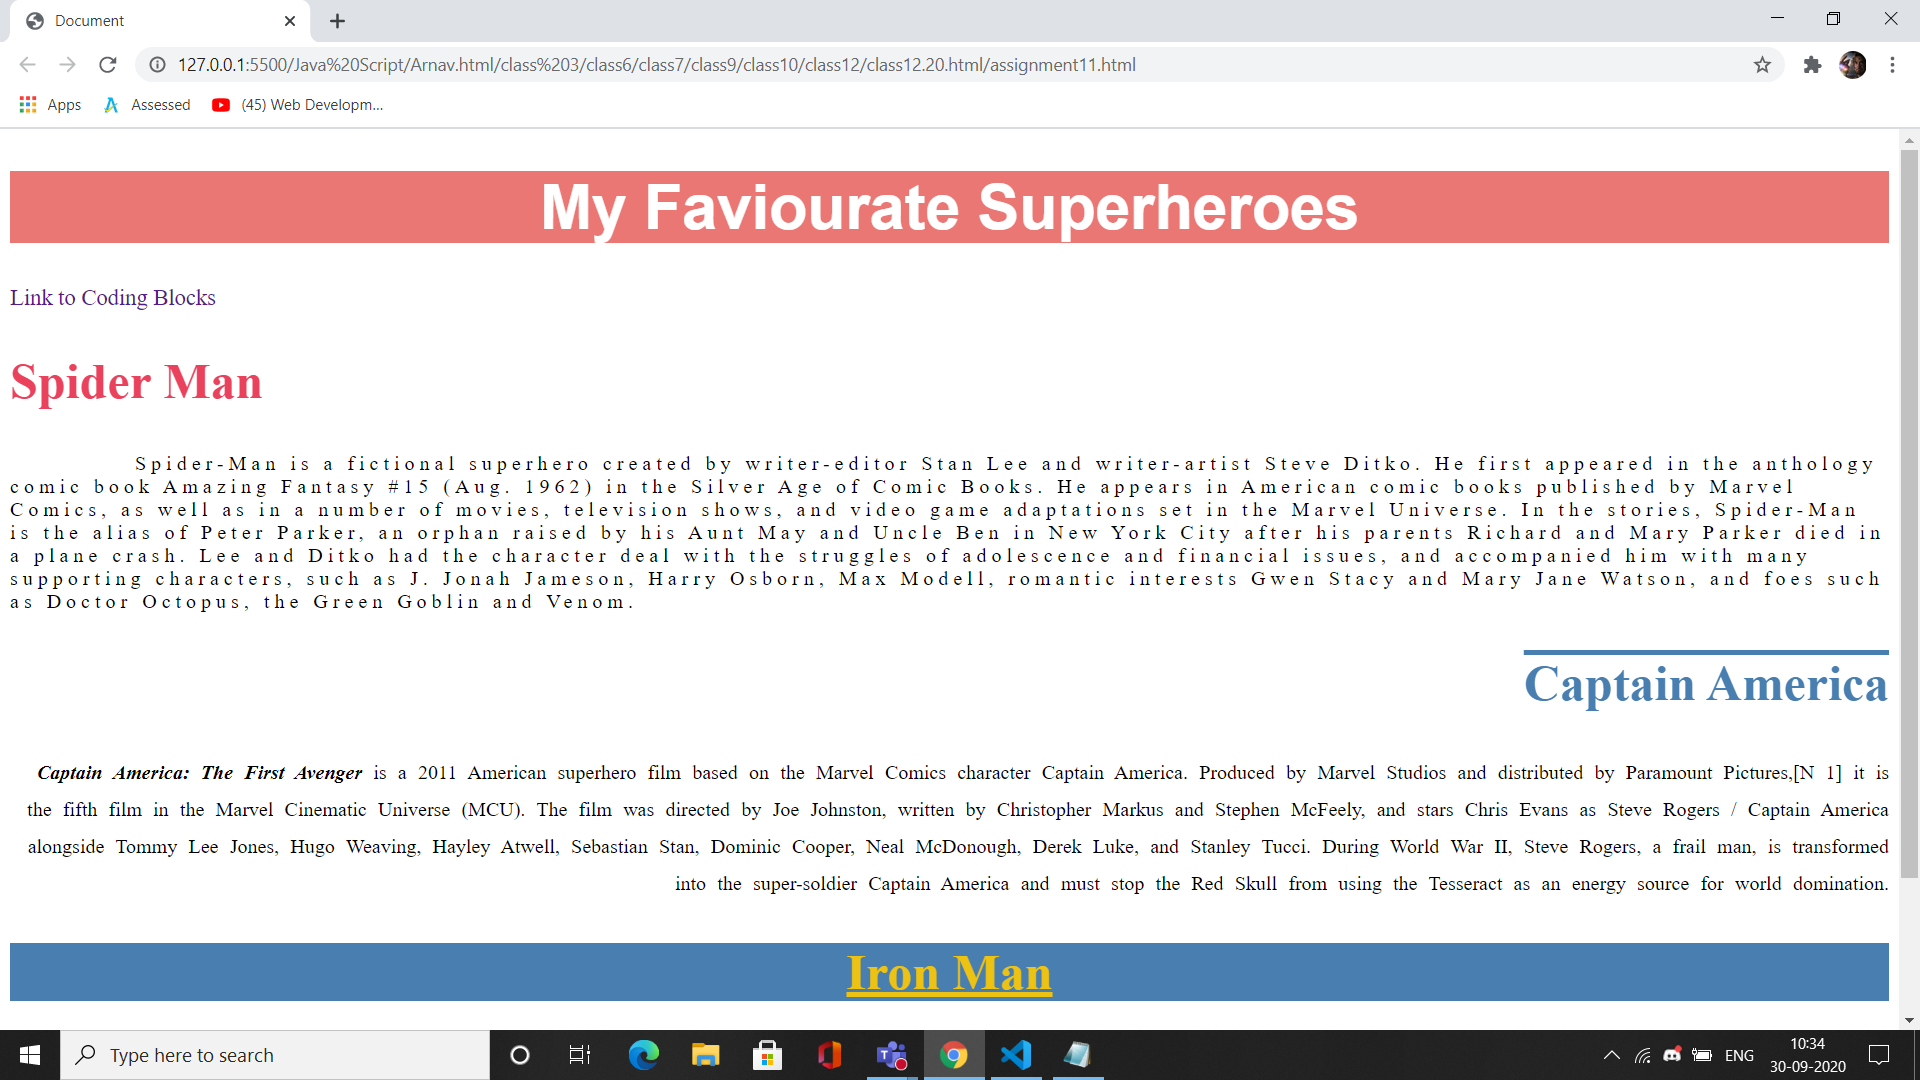 Document
127.0.0.1:5500/Java%20Script/Arnav.html/class%203/class6/class7/class9/class10/class12/class12.20.html/assignment11.html
Apps Assessed (45) Web Developm...
My Faviourate Superheroes
Link to Coding Blocks
Spider Man
Spider-Man is a fictional superhero created by writer-editor Stan Lee and writer-artist Steve Ditko. He first appeared in the anthology
comic book Amazing Fantasy #15 (Aug. 1962) in the Silver Age of Comic Books. He appears in American comic books published by Marvel
Comics, as well as in a number of movies, television shows, and video game adaptations set in the Marvel Universe. In the stories, Spider-Man
is the alias of Peter Parker, an orphan raised by his Aunt May and Uncle Ben in New York City after his parents Richard and Mary Parker died in
a plane crash. Lee and Ditko had the character deal with the struggles of adolescence and financial issues, and accompanied him with many
supporting characters, such as J. Jonah Jameson, Harry Osborn, Max Modell, romantic interests Gwen Stacy and Mary Jane Watson, and foes such
as Doctor Octopus, the Green Goblin and Venom.
Captain America
Captain America: The First Avenger is a 2011 American superhero film based on the Marvel Comics character Captain America. Produced by Marvel Studios and distributed by Paramount Pictures,[N 1] it is
the fifth film in the Marvel Cinematic Universe (MCU). The film was directed by Joe Johnston, written by Christopher Markus and Stephen McFeely, and stars Chris Evans as Steve Rogers / Captain America
alongside Tommy Lee Jones, Hugo Weaving, Hayley Atwell, Sebastian Stan, Dominic Cooper, Neal McDonough, Derek Luke, and Stanley Tucci. During World War II, Steve Rogers, a frail man, is transformed
into the super-soldier Captain America and must stop the Red Skull from using the Tesseract as an energy source for world domination.
Iron Man
Type here to search
ENG
10:34
30-09-2020